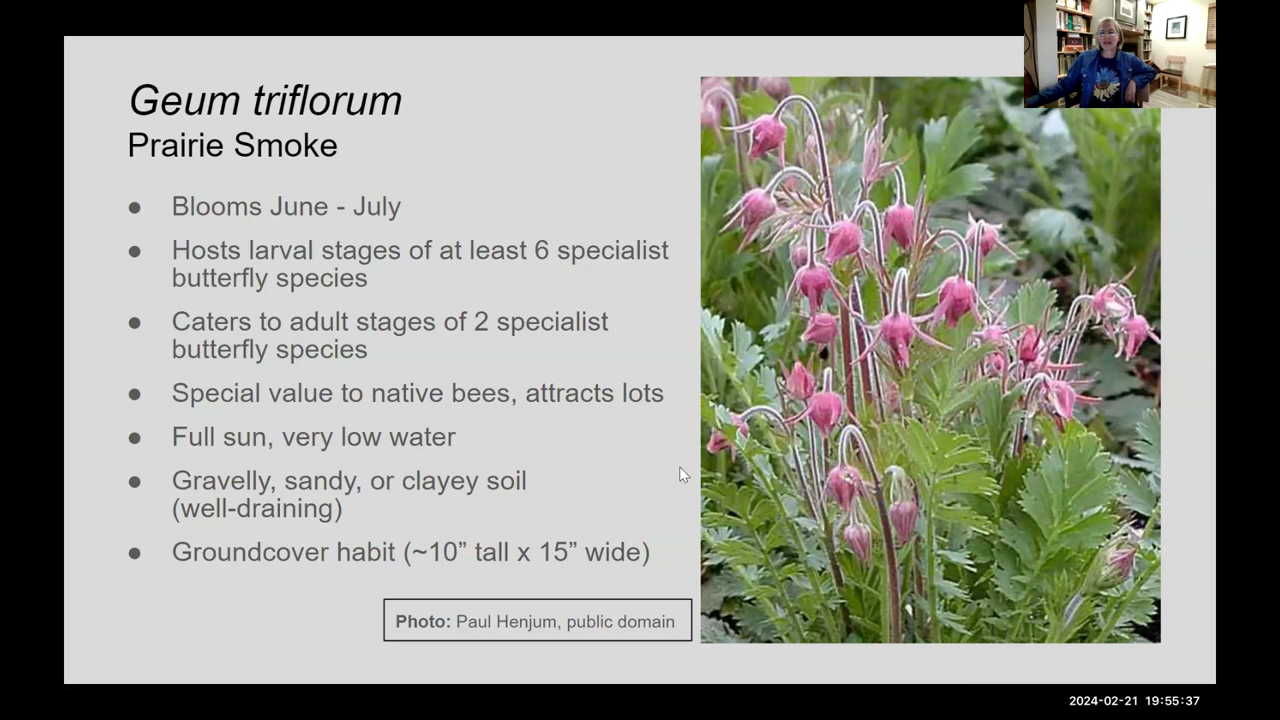 Geum triflorum
Prairie Smoke
● Blooms June - July
● Hosts larval stages of at least 6 specialist
butterfly species
● Caters to adult stages of 2 specialist
butterfly species
● Special value to native bees, attracts lots
● Full sun, very low water
● Gravelly, sandy, or clayey soil
(well-draining)
● Groundcover habit (~10” tall x 15” wide)
Photo: Paul Henjum, public domain
2024-02-21 19:55:37